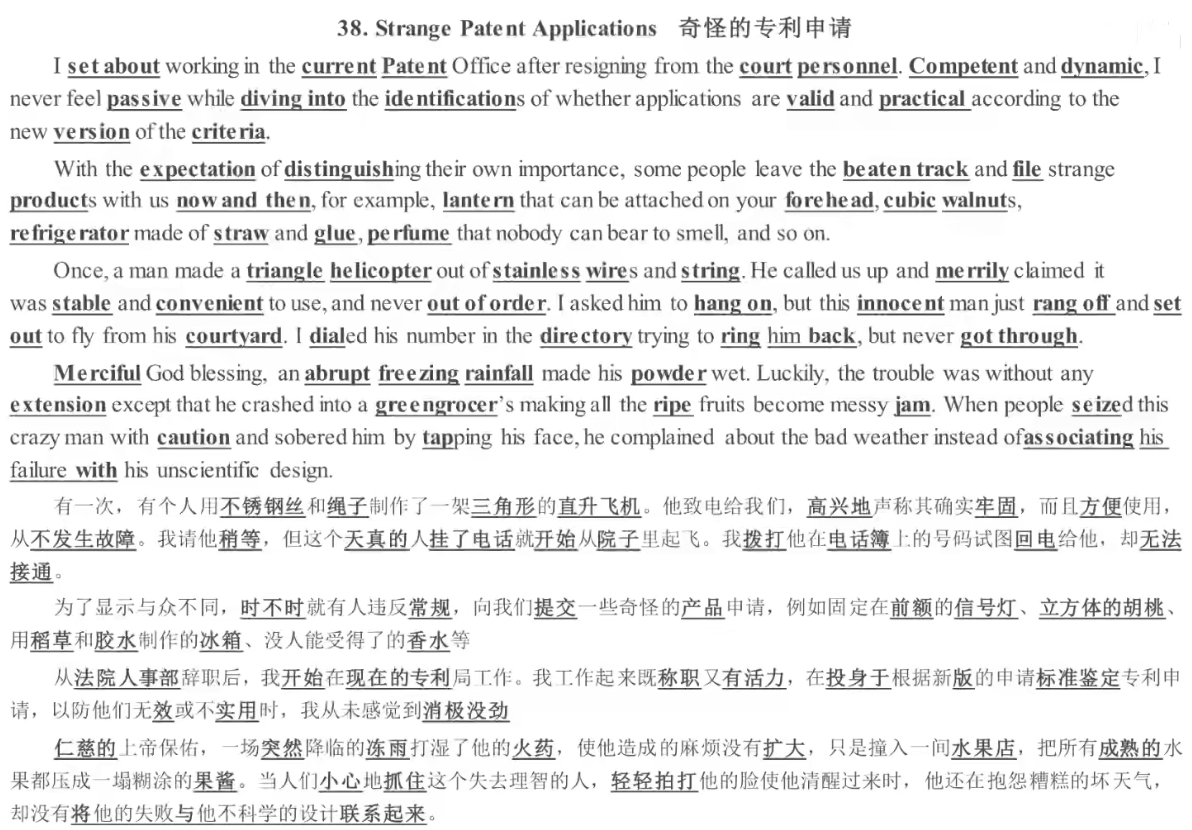 38. Strange Patent Applications 奇怪的专利申请
I set about working in the current Patent Office after resigning from the court personnel. Competent and dynamic, I
never feel passive while diving into the identifications of whether applications are valid and practical according to the
new version of the criteria.
With the expectation of distinguishing their own importance, some people leave the beaten track and file strange
products with us now and then, for example, lantern that can be attached on your forehead, cubic walnuts,
refrigerator made of straw and glue, perfume that nobody can bear to smell, and so on.
Once, a man made a triangle helicopter out of stainless wires and string. He called us up and merrily claimed it
was stable and convenient to use, and never out of order. I asked him to hang on, but this innocent man just rang off and set
out to fly from his courtyard. I dialed his number in the directory trying to ring him back, but never got through.
Merciful God blessing, an abrupt freezing rainfall made his powder wet. Luckily, the trouble was without any
extension except that he crashed into a greengrocer's making all the ripe fruits become messy jam. When people seized this
crazy man with caution and sobered him by tapping his face, he complained about the bad weather instead of associating his
failure with his unscientific design.
有一次，有个人用不锈钢丝和绳子制作了一架三角形的直升飞机。他致电给我们，高兴地声称其确实牢固，而且方便使用，
从不发生故障。我请他稍等，但这个天真的人挂了电话就开始从院子里起飞。我拨打他在电话簿上的号码试图回电给他，却无法
接通。
为了显示与众不同，时不时就有人违反常规，向我们提交一些奇怪的产品申请，例如固定在前额的信号灯、立方体的胡桃、
用稻草和胶水制作的冰箱、没人能受得了的香水等
从法院人事部辞职后，我开始在现在的专利局工作。我工作起来既称职又有活力，在投身于根据新版的申请标准鉴定专利申
请，以防他们无效或不实用时，我从未感觉到消极没劲
仁慈的上帝保佑，一场突然降临的冻雨打湿了他的火药，使他造成的麻烦没有扩大，只是撞入一间水果店，把所有成熟的水
果都压成一塌糊涂的果酱。当人们小心地抓住这个失去理智的人，轻轻拍打他的脸使他清醒过来时，他还在抱怨糟糕的坏天气，
却没有将他的失败与他不科学的设计联系起来。